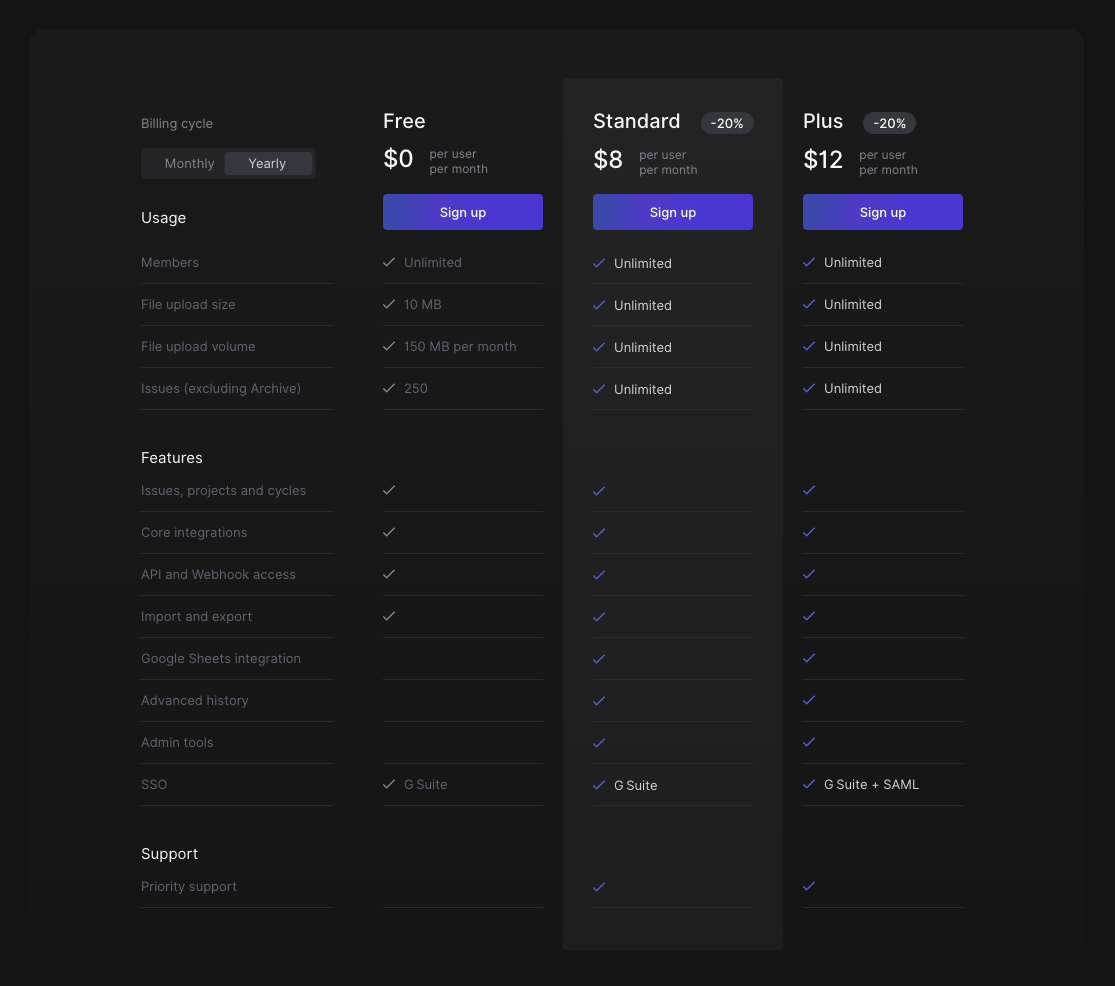 Billing cycle
Monthly Yearly
Free
$0 per user
per month
Sign up
Standard -20%
$8 per user
per month
Sign up
Plus -20%
$12 per user
per month
Sign up
Usage
Members Unlimited Unlimited Unlimited
File upload size 10 MB Unlimited Unlimited
File upload volume 150 MB per month Unlimited Unlimited
Issues (excluding Archive) 250 Unlimited Unlimited
Features
Issues, projects and cycles
Core integrations
API and Webhook access
Import and export
Google Sheets integration
Advanced history
Admin tools
SSO G Suite G Suite G Suite + SAML
Support
Priority support